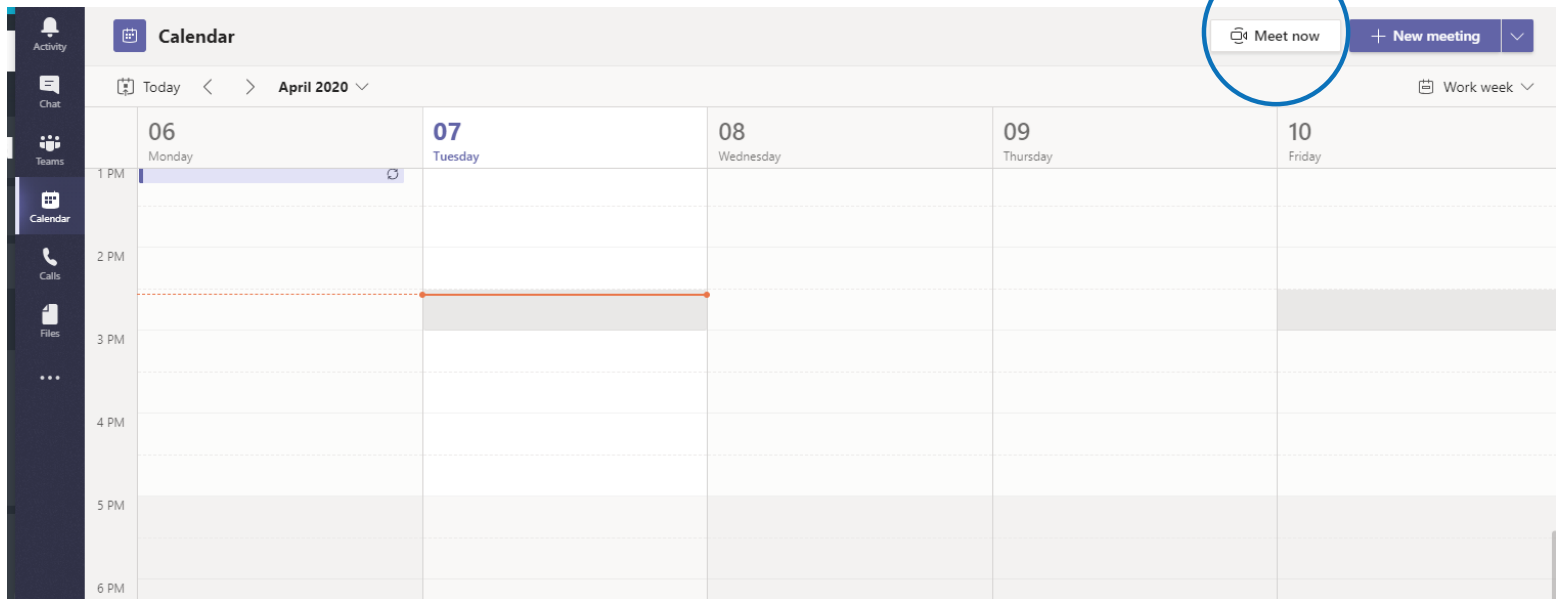 Activity
Chat
Teams
Calendar
Calls
Files
Calendar
Meet now
New meeting
Today
April 2020
Work week
06
Monday
07
Tuesday
08
Wednesday
09
Thursday
10
Friday
1 PM
2 PM
3 PM
4 PM
5 PM
6 PM